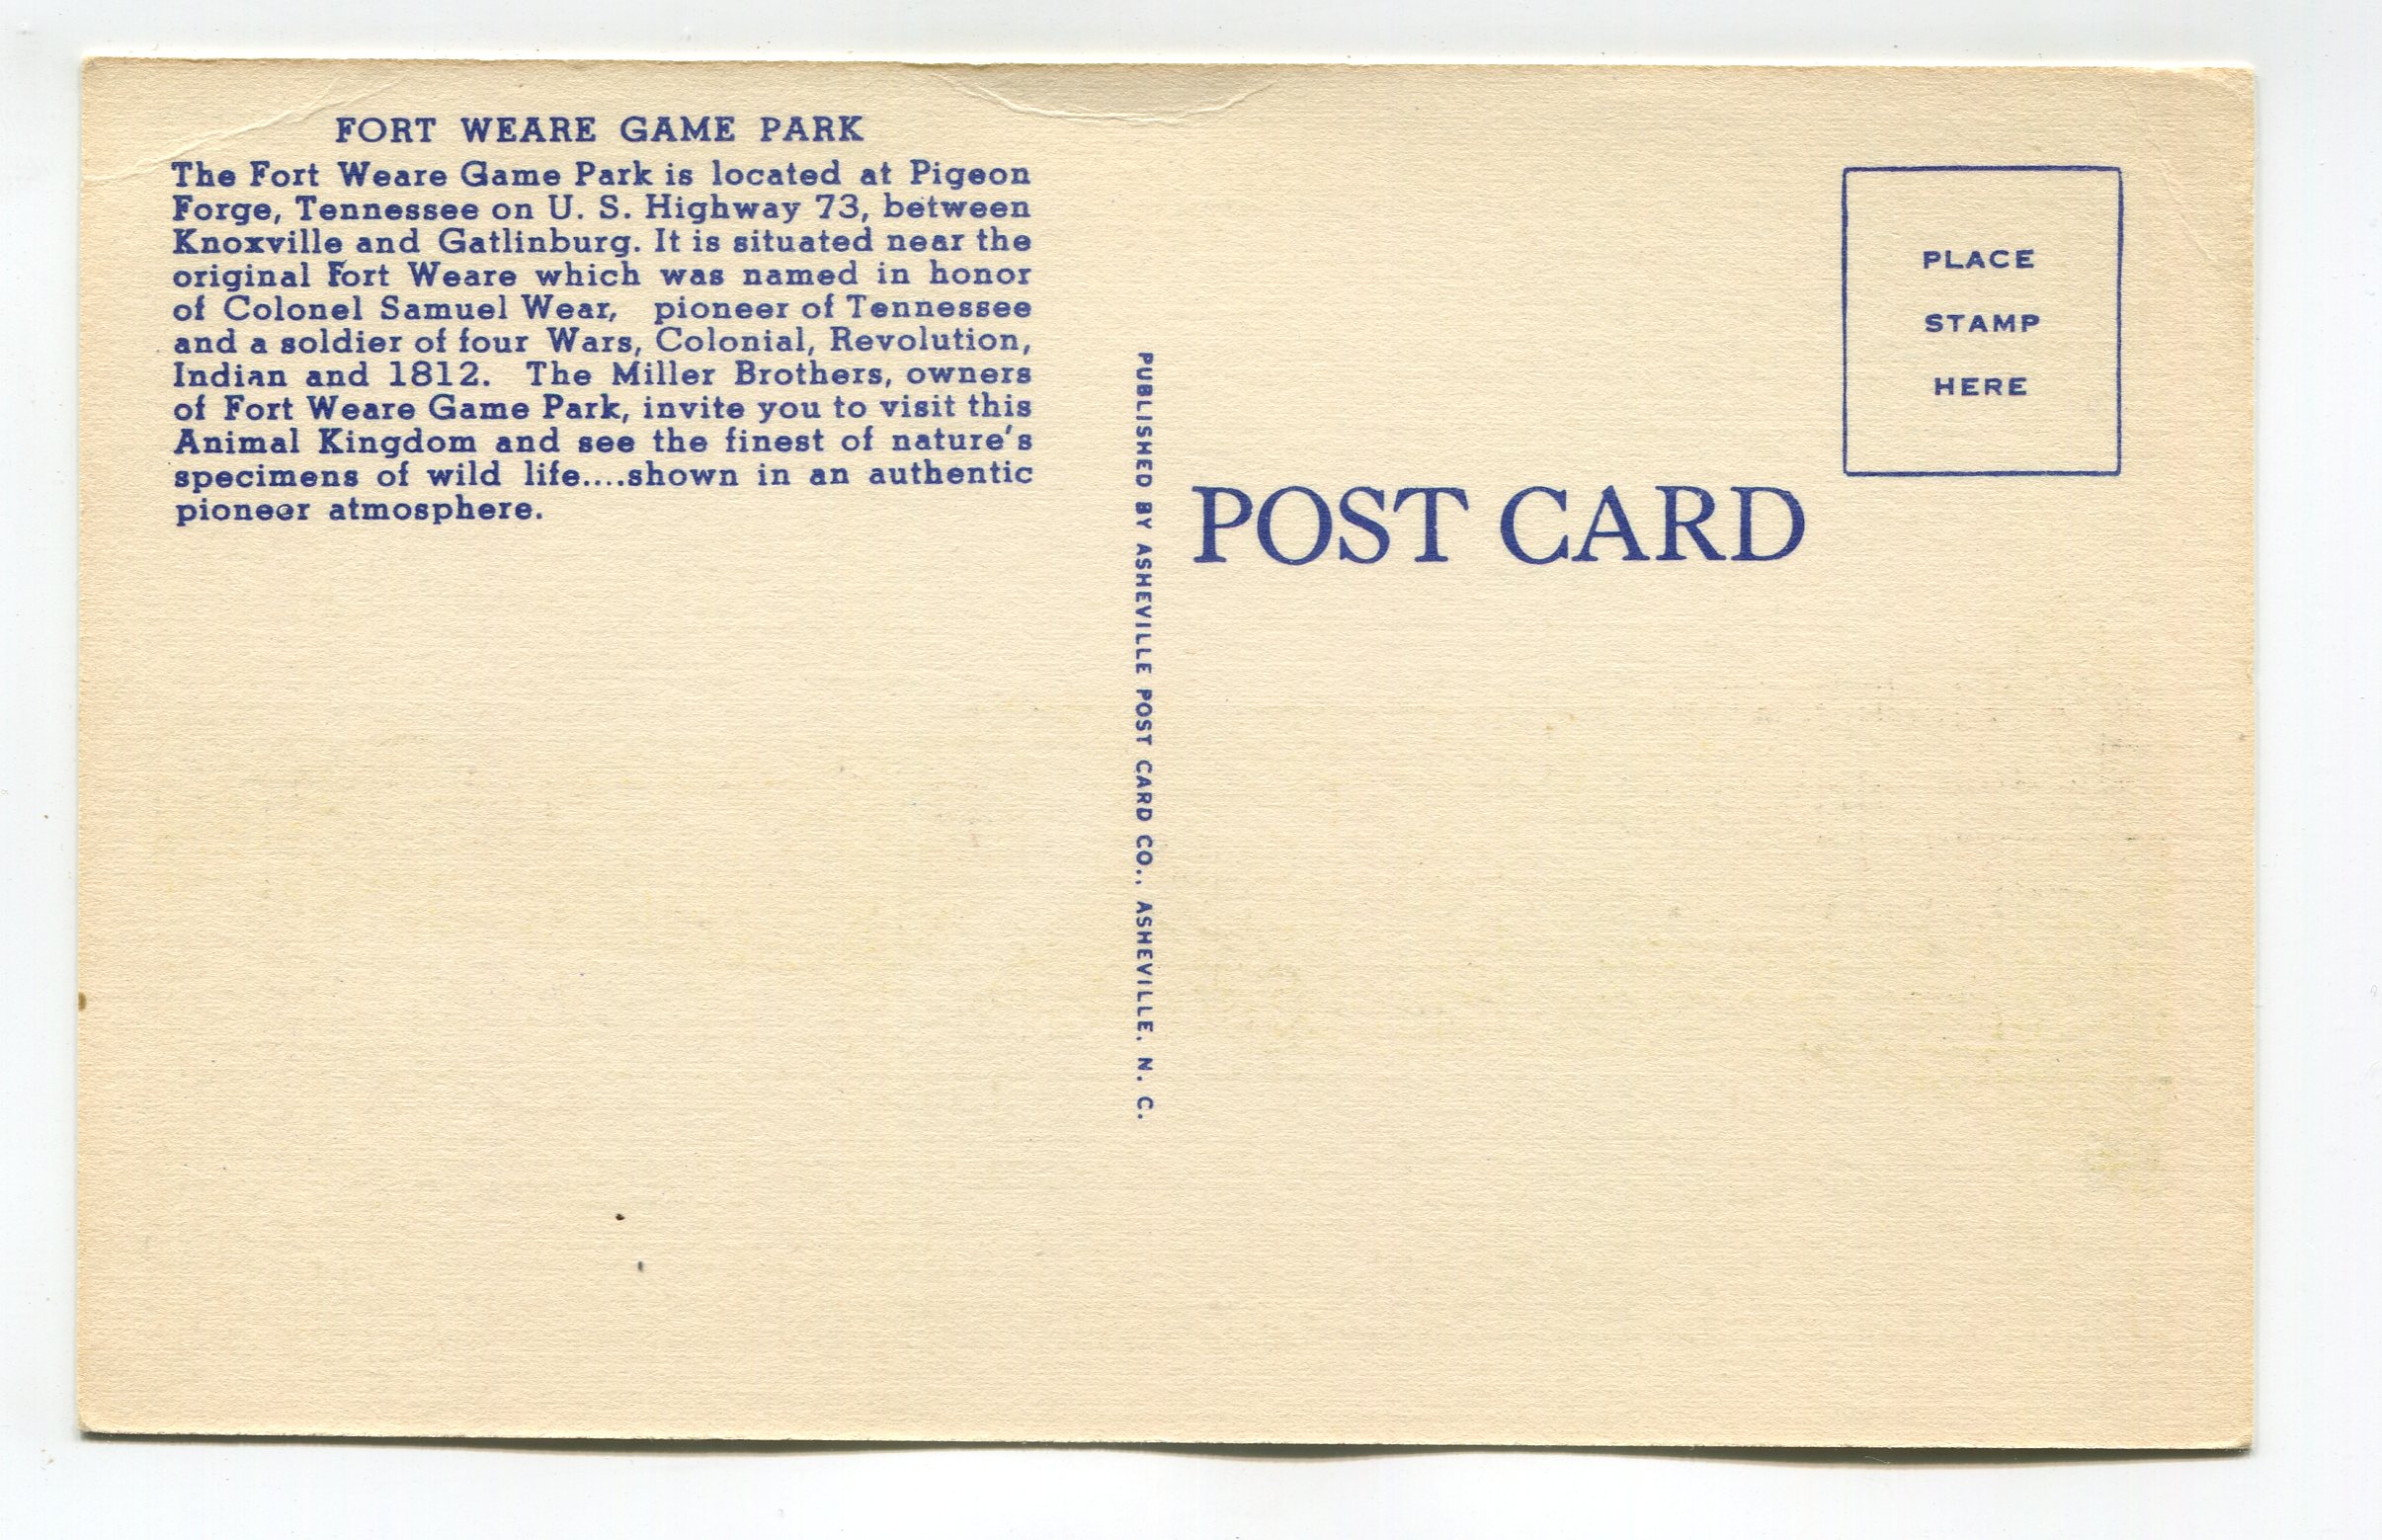 FORT WEARE GAME PARK
The Fort Weare Game Park is located at Pigeon
Forge, Tennessee on U. S. Highway 73, between
Knoxville and Gatlinburg. It is situated near the
original Fort Weare which was named in honor
of Colonel Samuel Wear, pioneer of Tennessee
and a soldier of four Wars, Colonial, Revolution,
Indian and 1812. The Miller Brothers, owners
of Fort Weare Game Park, invite you to visit this
Animal Kingdom and see the finest of nature's
specimens of wild life....shown in an authentic
pioneer atmosphere.
PUBLISHED BY ASHEVILLE POST CARD CO., ASHEVILLE, N. C.
POST CARD
PLACE
STAMP
HERE